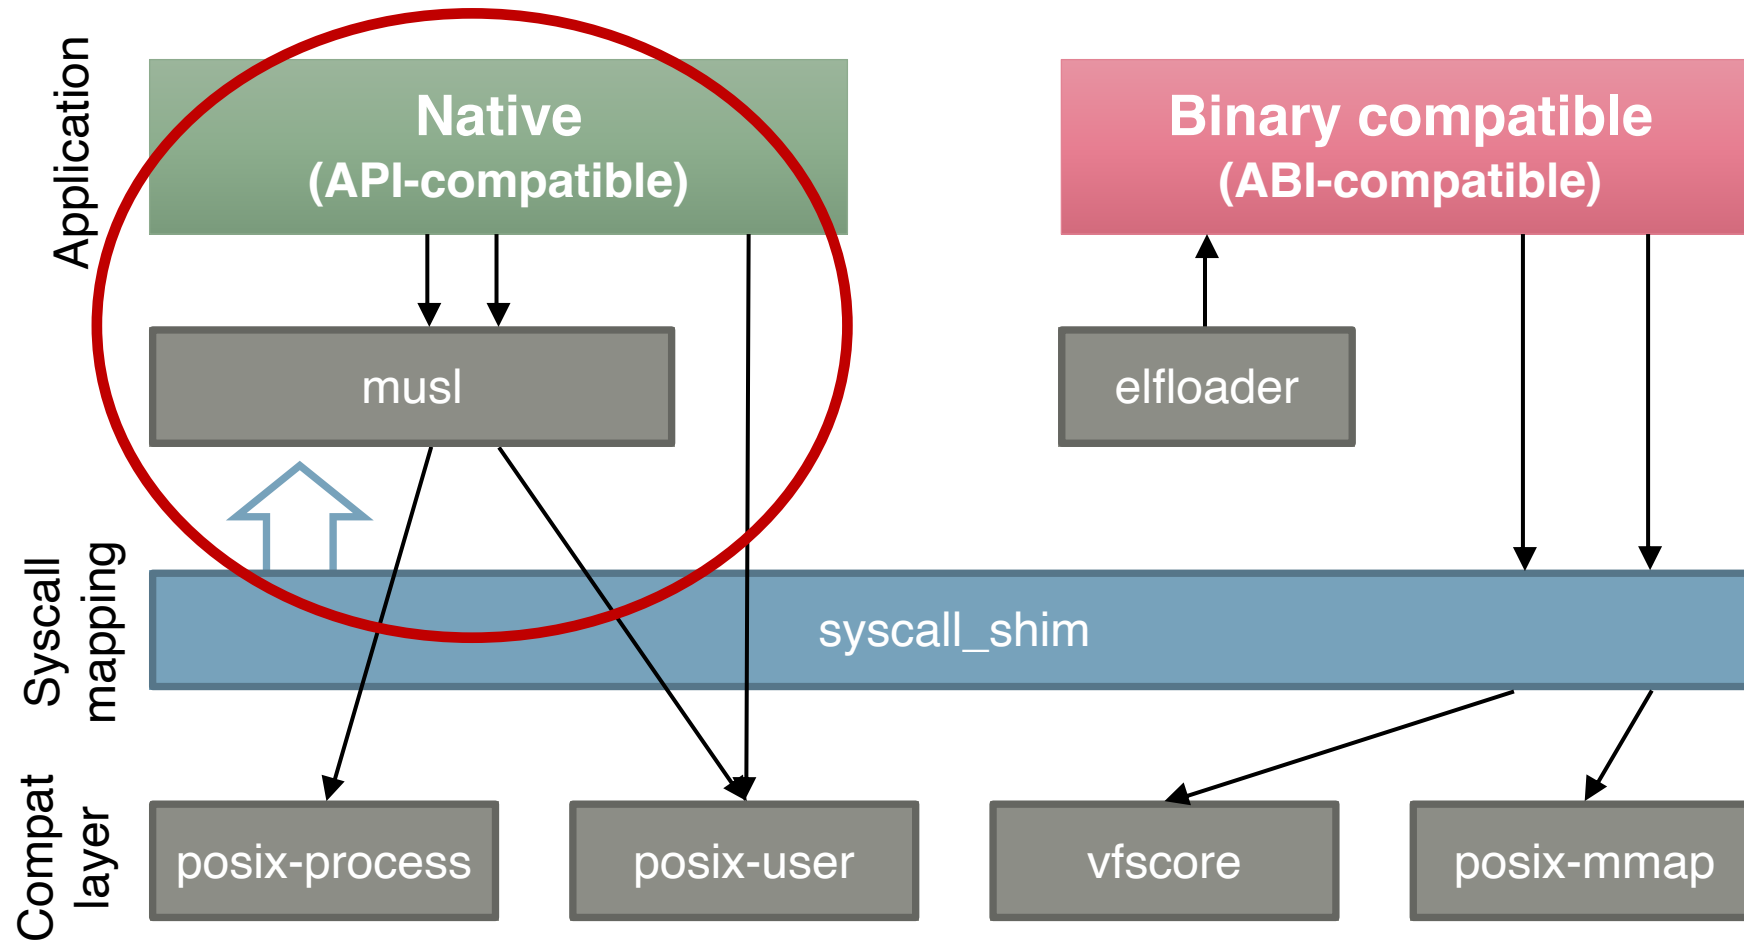 Application
Native
(API-compatible)
Binary compatible
(ABI-compatible)
musl
elfloader
Syscall
mapping
syscall_shim
Compat
layer
posix-process
posix-user
vfscore
posix-mmap